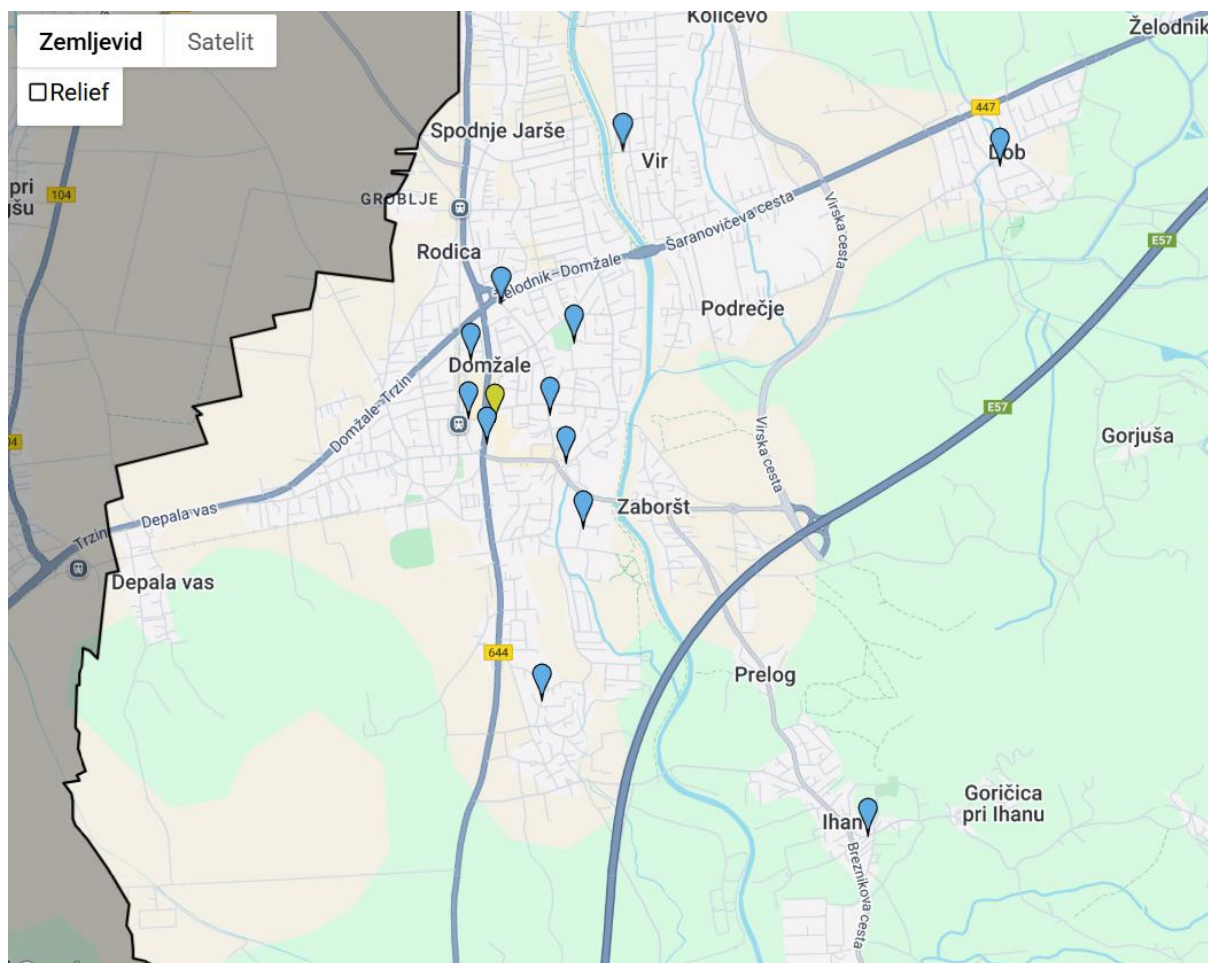 Zemljevid
Satelit
Relief
Količevo
Želodnik
447
Spodnje Jarše
Vir
Dob
104
pri
GROBLJE
Virska cesta
Šaranovičeva cesta
E57
Rodica
Želodnik–Domžale
Podrečje
Domžale
Domžale-Trzin
E57
Virska cesta
Gorjuša
Zaboršt
Depala vas
Trzin
Depala vas
644
Prelog
Goričica
pri Ihanu
Ihan
Breznikova cesta